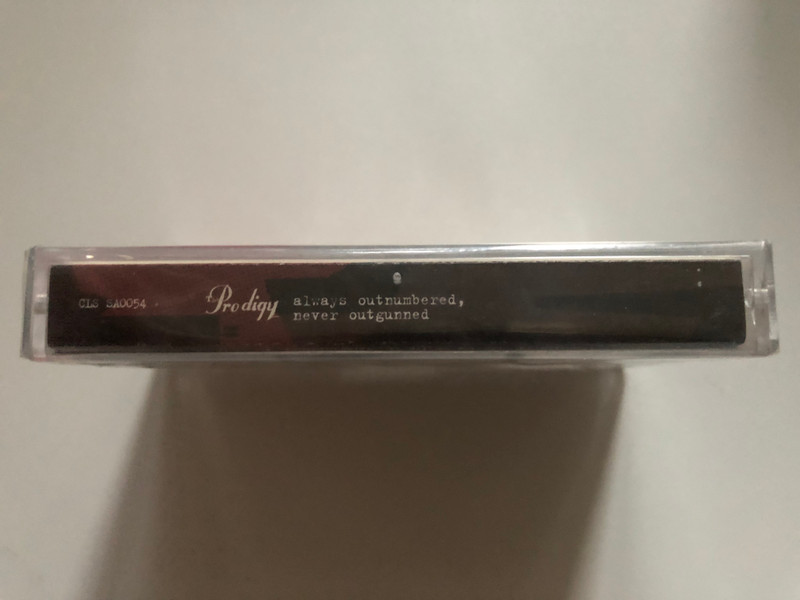 CLS SA0054
Prodigy
always outnumbered,
never outgunned